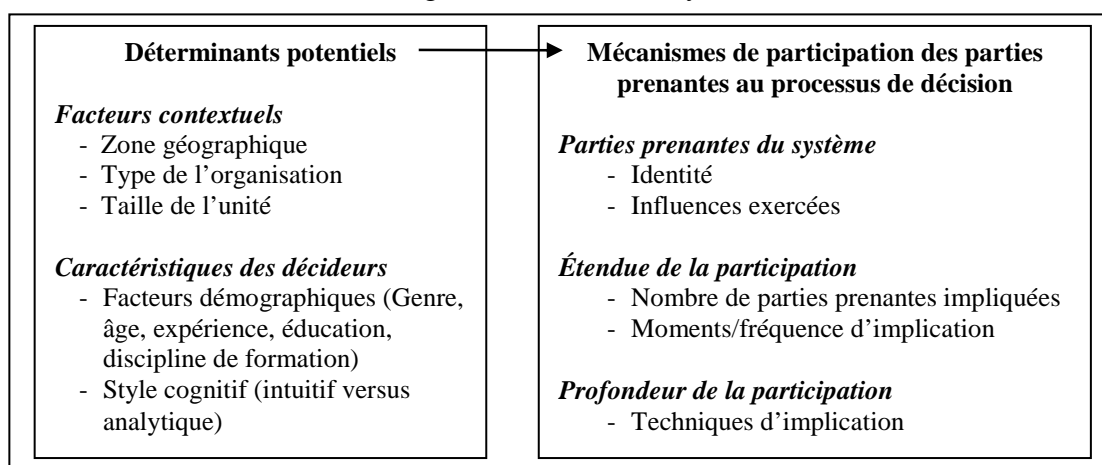 Déterminants potentiels
Facteurs contextuels
- Zone géographique
- Type de l’organisation
- Taille de l’unité
Caractéristiques des décideurs
- Facteurs démographiques (Genre,
âge, expérience, éducation,
discipline de formation)
- Style cognitif (intuitif versus
analytique)
Mécanismes de participation des parties
prenantes au processus de décision
Parties prenantes du système
- Identité
- Influences exercées
Étendue de la participation
- Nombre de parties prenantes impliquées
- Moments/fréquence d’implication
Profondeur de la participation
- Techniques d’implication